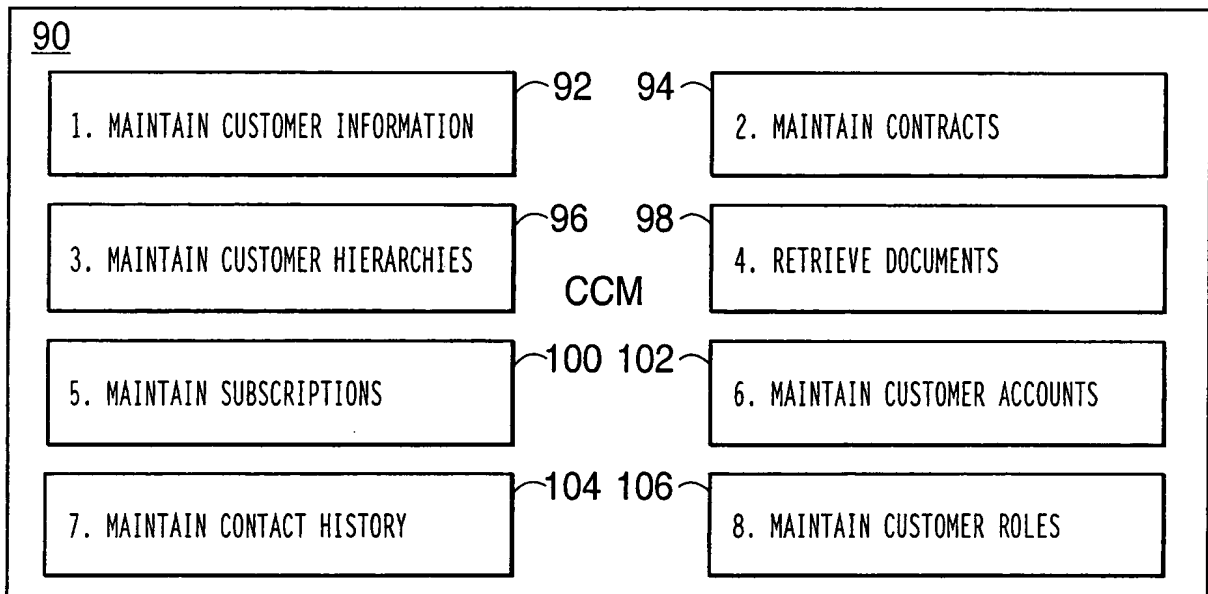 90
92 94
1. MAINTAIN CUSTOMER INFORMATION
2. MAINTAIN CONTRACTS
96 98
3. MAINTAIN CUSTOMER HIERARCHIES
4. RETRIEVE DOCUMENTS
CCM
100 102
5. MAINTAIN SUBSCRIPTIONS
6. MAINTAIN CUSTOMER ACCOUNTS
104 106
7. MAINTAIN CONTACT HISTORY
8. MAINTAIN CUSTOMER ROLES